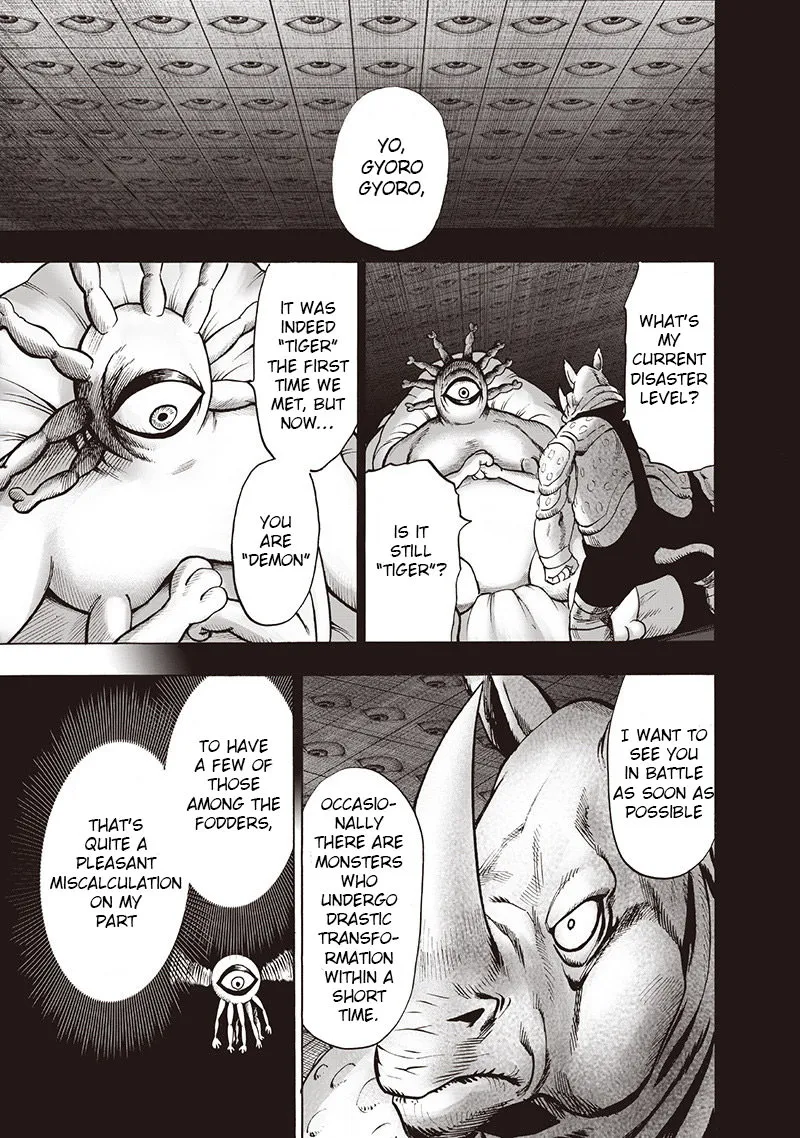 YO,
GYORO
GYORO,
WHAT'S
MY
CURRENT
DISASTER
LEVEL?
IS IT
STILL
"TIGER"?
IT WAS
INDEED
"TIGER"
THE FIRST
TIME WE
MET, BUT
NOW...
YOU
ARE
"DEMON"
I WANT TO
SEE YOU
IN BATTLE
AS SOON AS
POSSIBLE
OCCASIO-
NALLY
THERE ARE
MONSTERS
WHO
UNDERGO
DRASTIC
TRANSFO-
RMATION
WITHIN A
SHORT
TIME.
TO HAVE
A FEW OF
THOSE
AMONG THE
FODDERS,
THAT'S
QUITE A
PLEASANT
MISCALCULATION
ON MY
PART